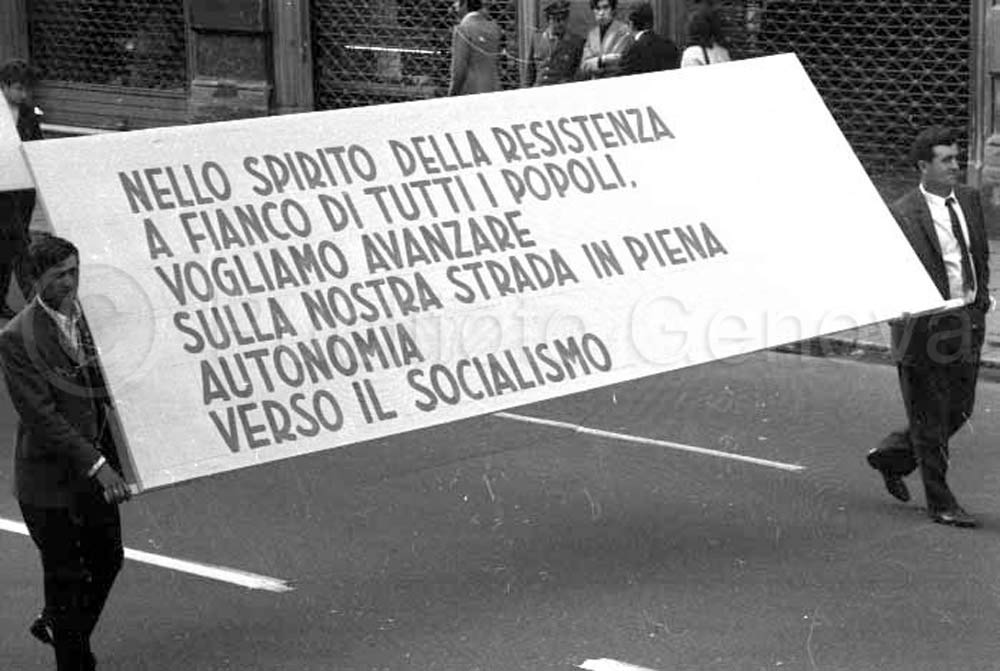 NELLO SPIRITO DELLA RESISTENZA
A FIANCO DI TUTTI I POPOLI,
VOGLIAMO AVANZARE
SULLA NOSTRA STRADA IN PIENA
AUTONOMIA
VERSO IL SOCIALISMO
Genova